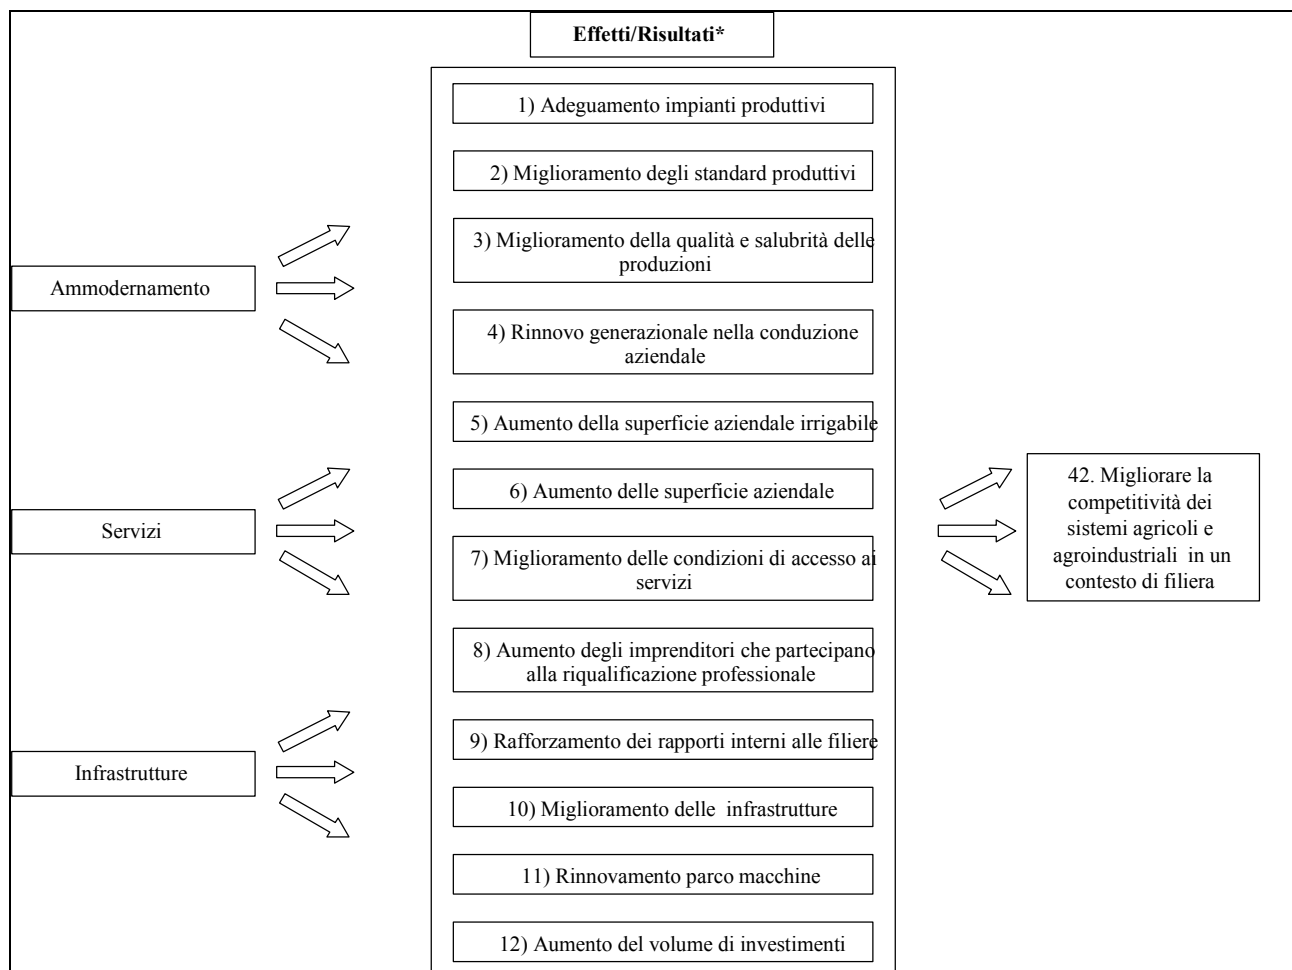 Effetti/Risultati*
1) Adeguamento impianti produttivi
2) Miglioramento degli standard produttivi
3) Miglioramento della qualità e salubrità delle
produzioni
Ammodernamento
4) Rinnovo generazionale nella conduzione
aziendale
5) Aumento della superficie aziendale irrigabile
6) Aumento delle superficie aziendale
Servizi
7) Miglioramento delle condizioni di accesso ai
servizi
42. Migliorare la
competitività dei
sistemi agricoli e
agroindustriali in un
contesto di filiera
8) Aumento degli imprenditori che partecipano
alla riqualificazione professionale
9) Rafforzamento dei rapporti interni alle filiere
Infrastrutture
10) Miglioramento delle infrastrutture
11) Rinnovamento parco macchine
12) Aumento del volume di investimenti